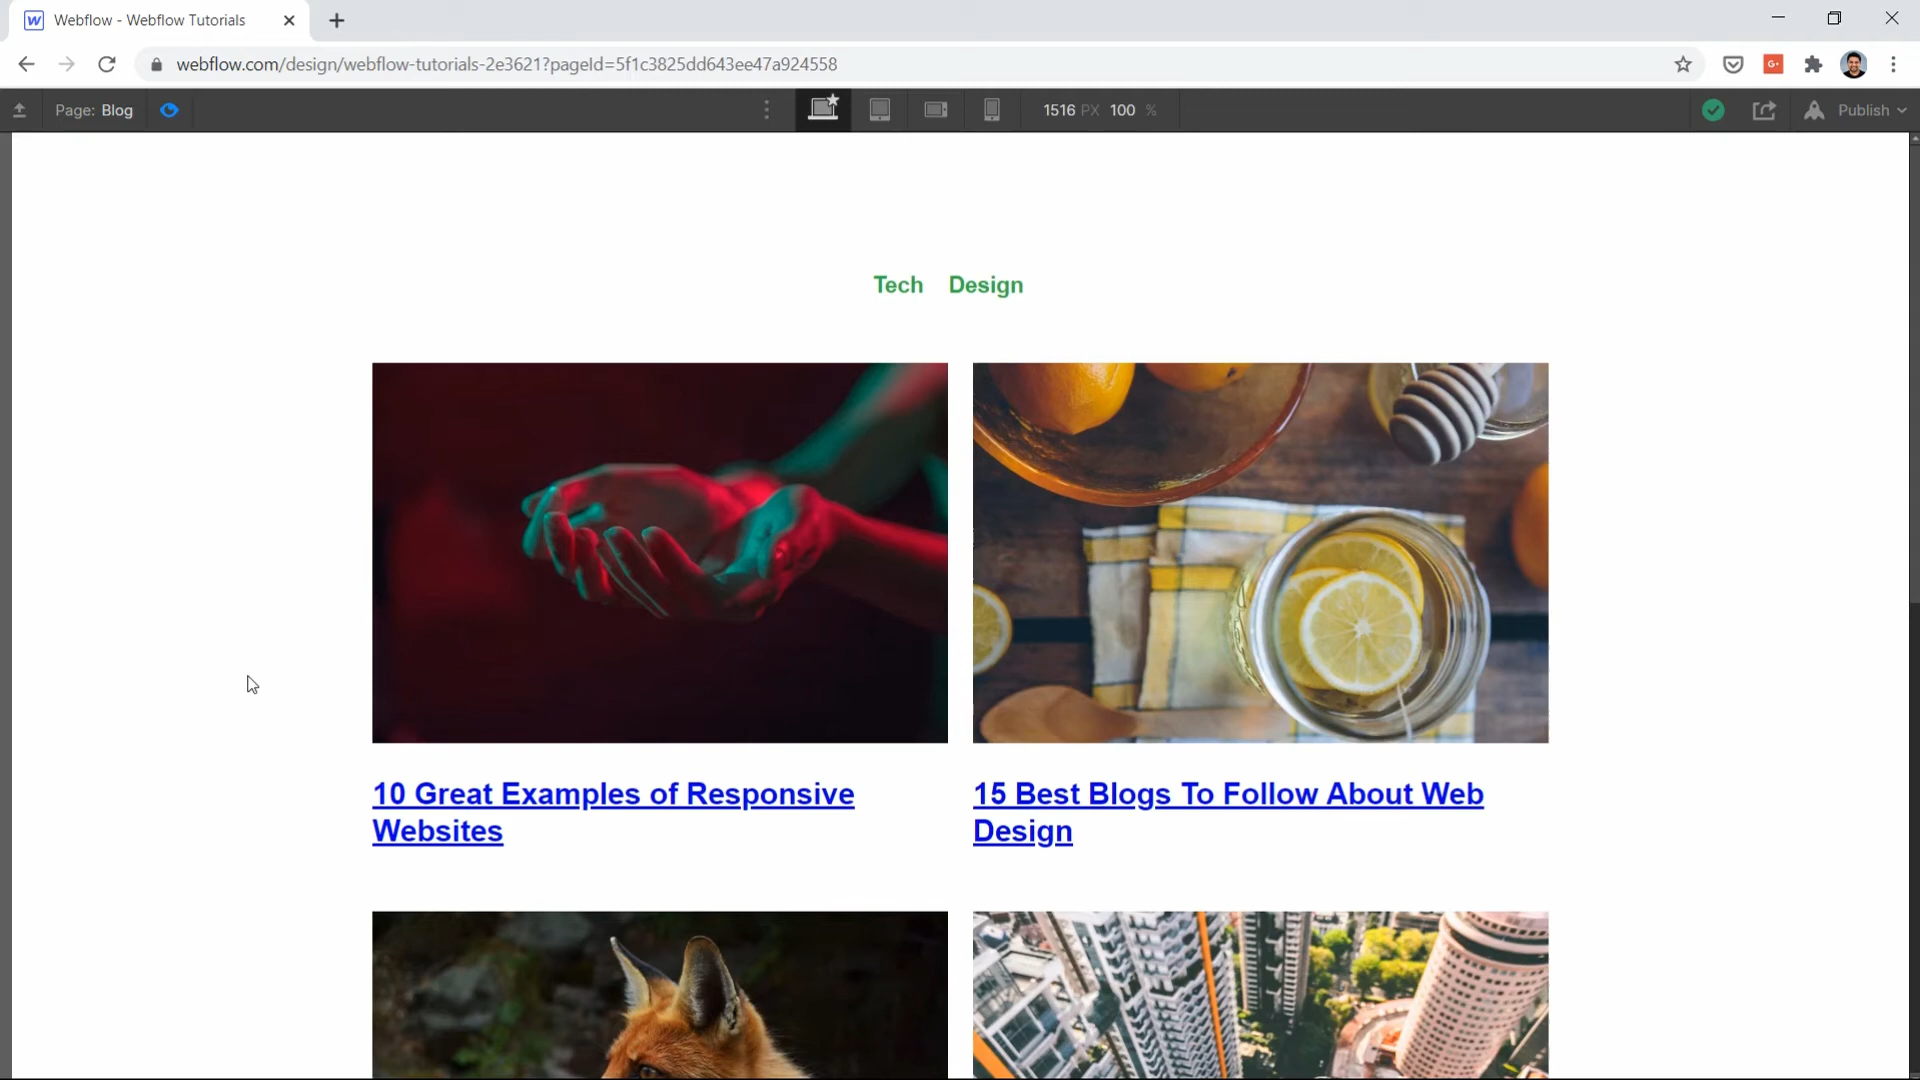 Webflow - Webflow Tutorials
webflow.com/design/webflow-tutorials-2e3621?pageId=5f1c3825dd643ee47a924558
G+
Page: Blog
1516 PX 100 %
Publish
Tech Design
10 Great Examples of Responsive
Websites
15 Best Blogs To Follow About Web
Design